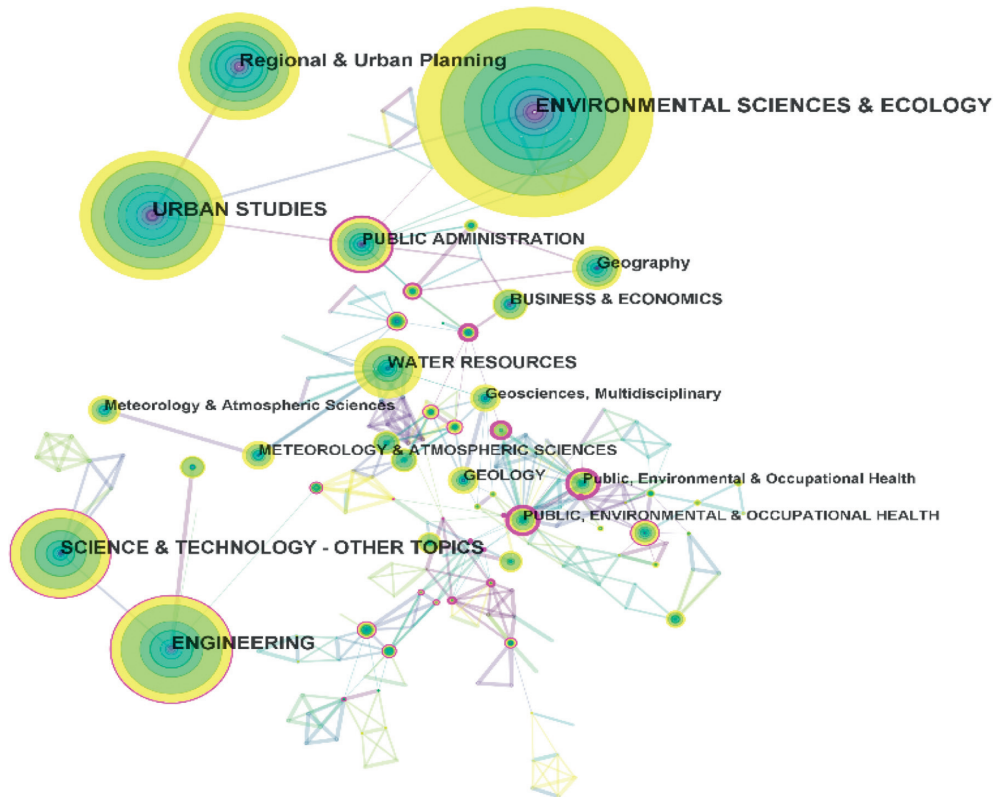 Regional & Urban Planning
ENVIRONMENTAL SCIENCES & ECOLOGY
URBAN STUDIES
PUBLIC ADMINISTRATION
Geography
BUSINESS & ECONOMICS
WATER RESOURCES
Geosciences, Multidisciplinary
Meteorology & Atmospheric Sciences
METEOROLOGY & ATMOSPHERIC SCIENCES
GEOLOGY
Public, Environmental & Occupational Health
PUBLIC, ENVIRONMENTAL & OCCUPATIONAL HEALTH
SCIENCE & TECHNOLOGY - OTHER TOPICS
ENGINEERING